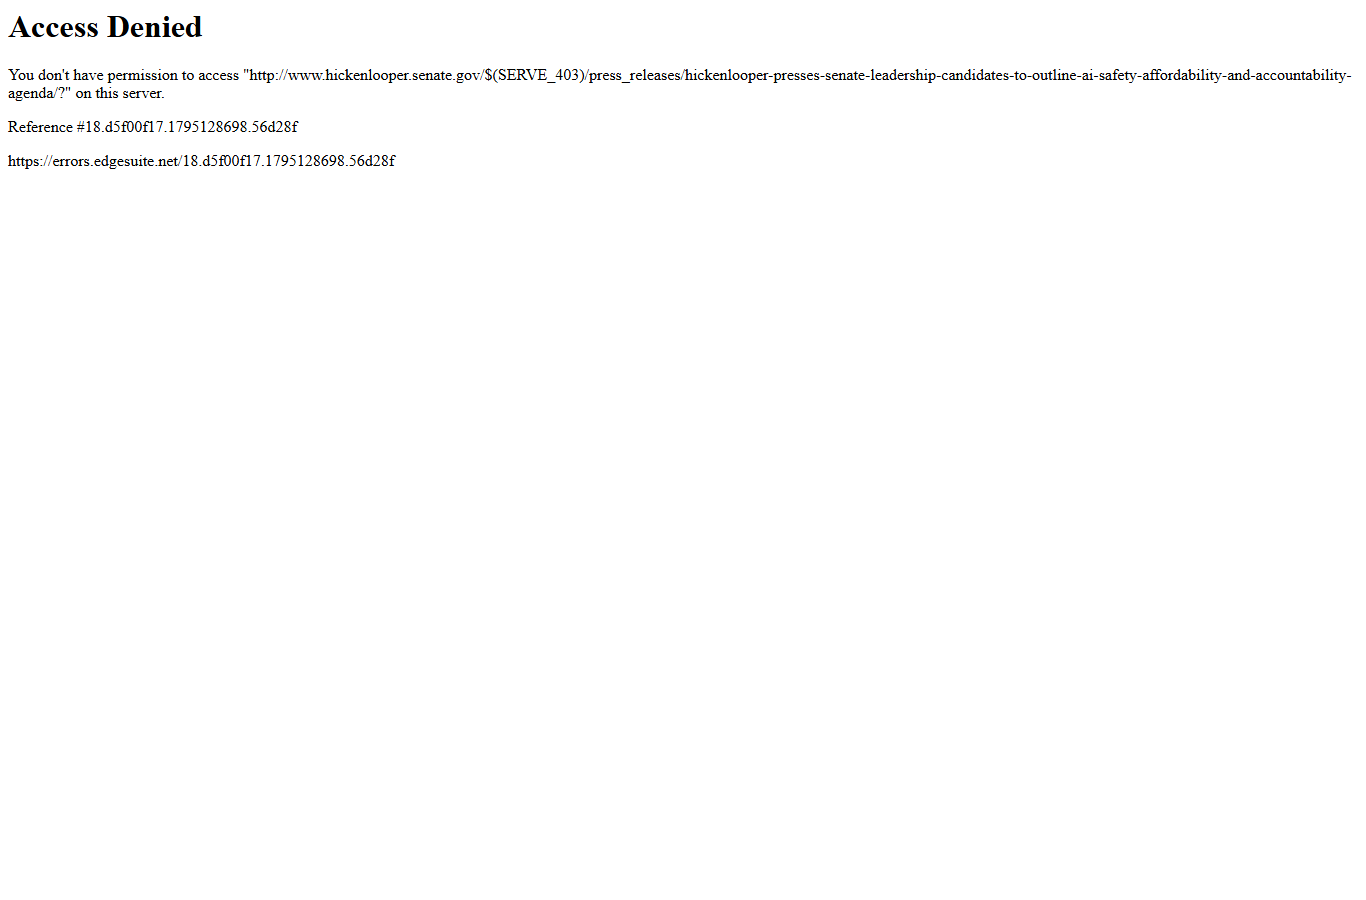 Access Denied
You don't have permission to access "http://www.hickenlooper.senate.gov/$(SERVE_403)/press_releases/hickenlooper-presses-senate-leadership-candidates-to-outline-ai-safety-affordability-and-accountability-
agenda/?" on this server.
Reference #18.d5f00f17.1795128698.56d28f
https://errors.edgesuite.net/18.d5f00f17.1795128698.56d28f